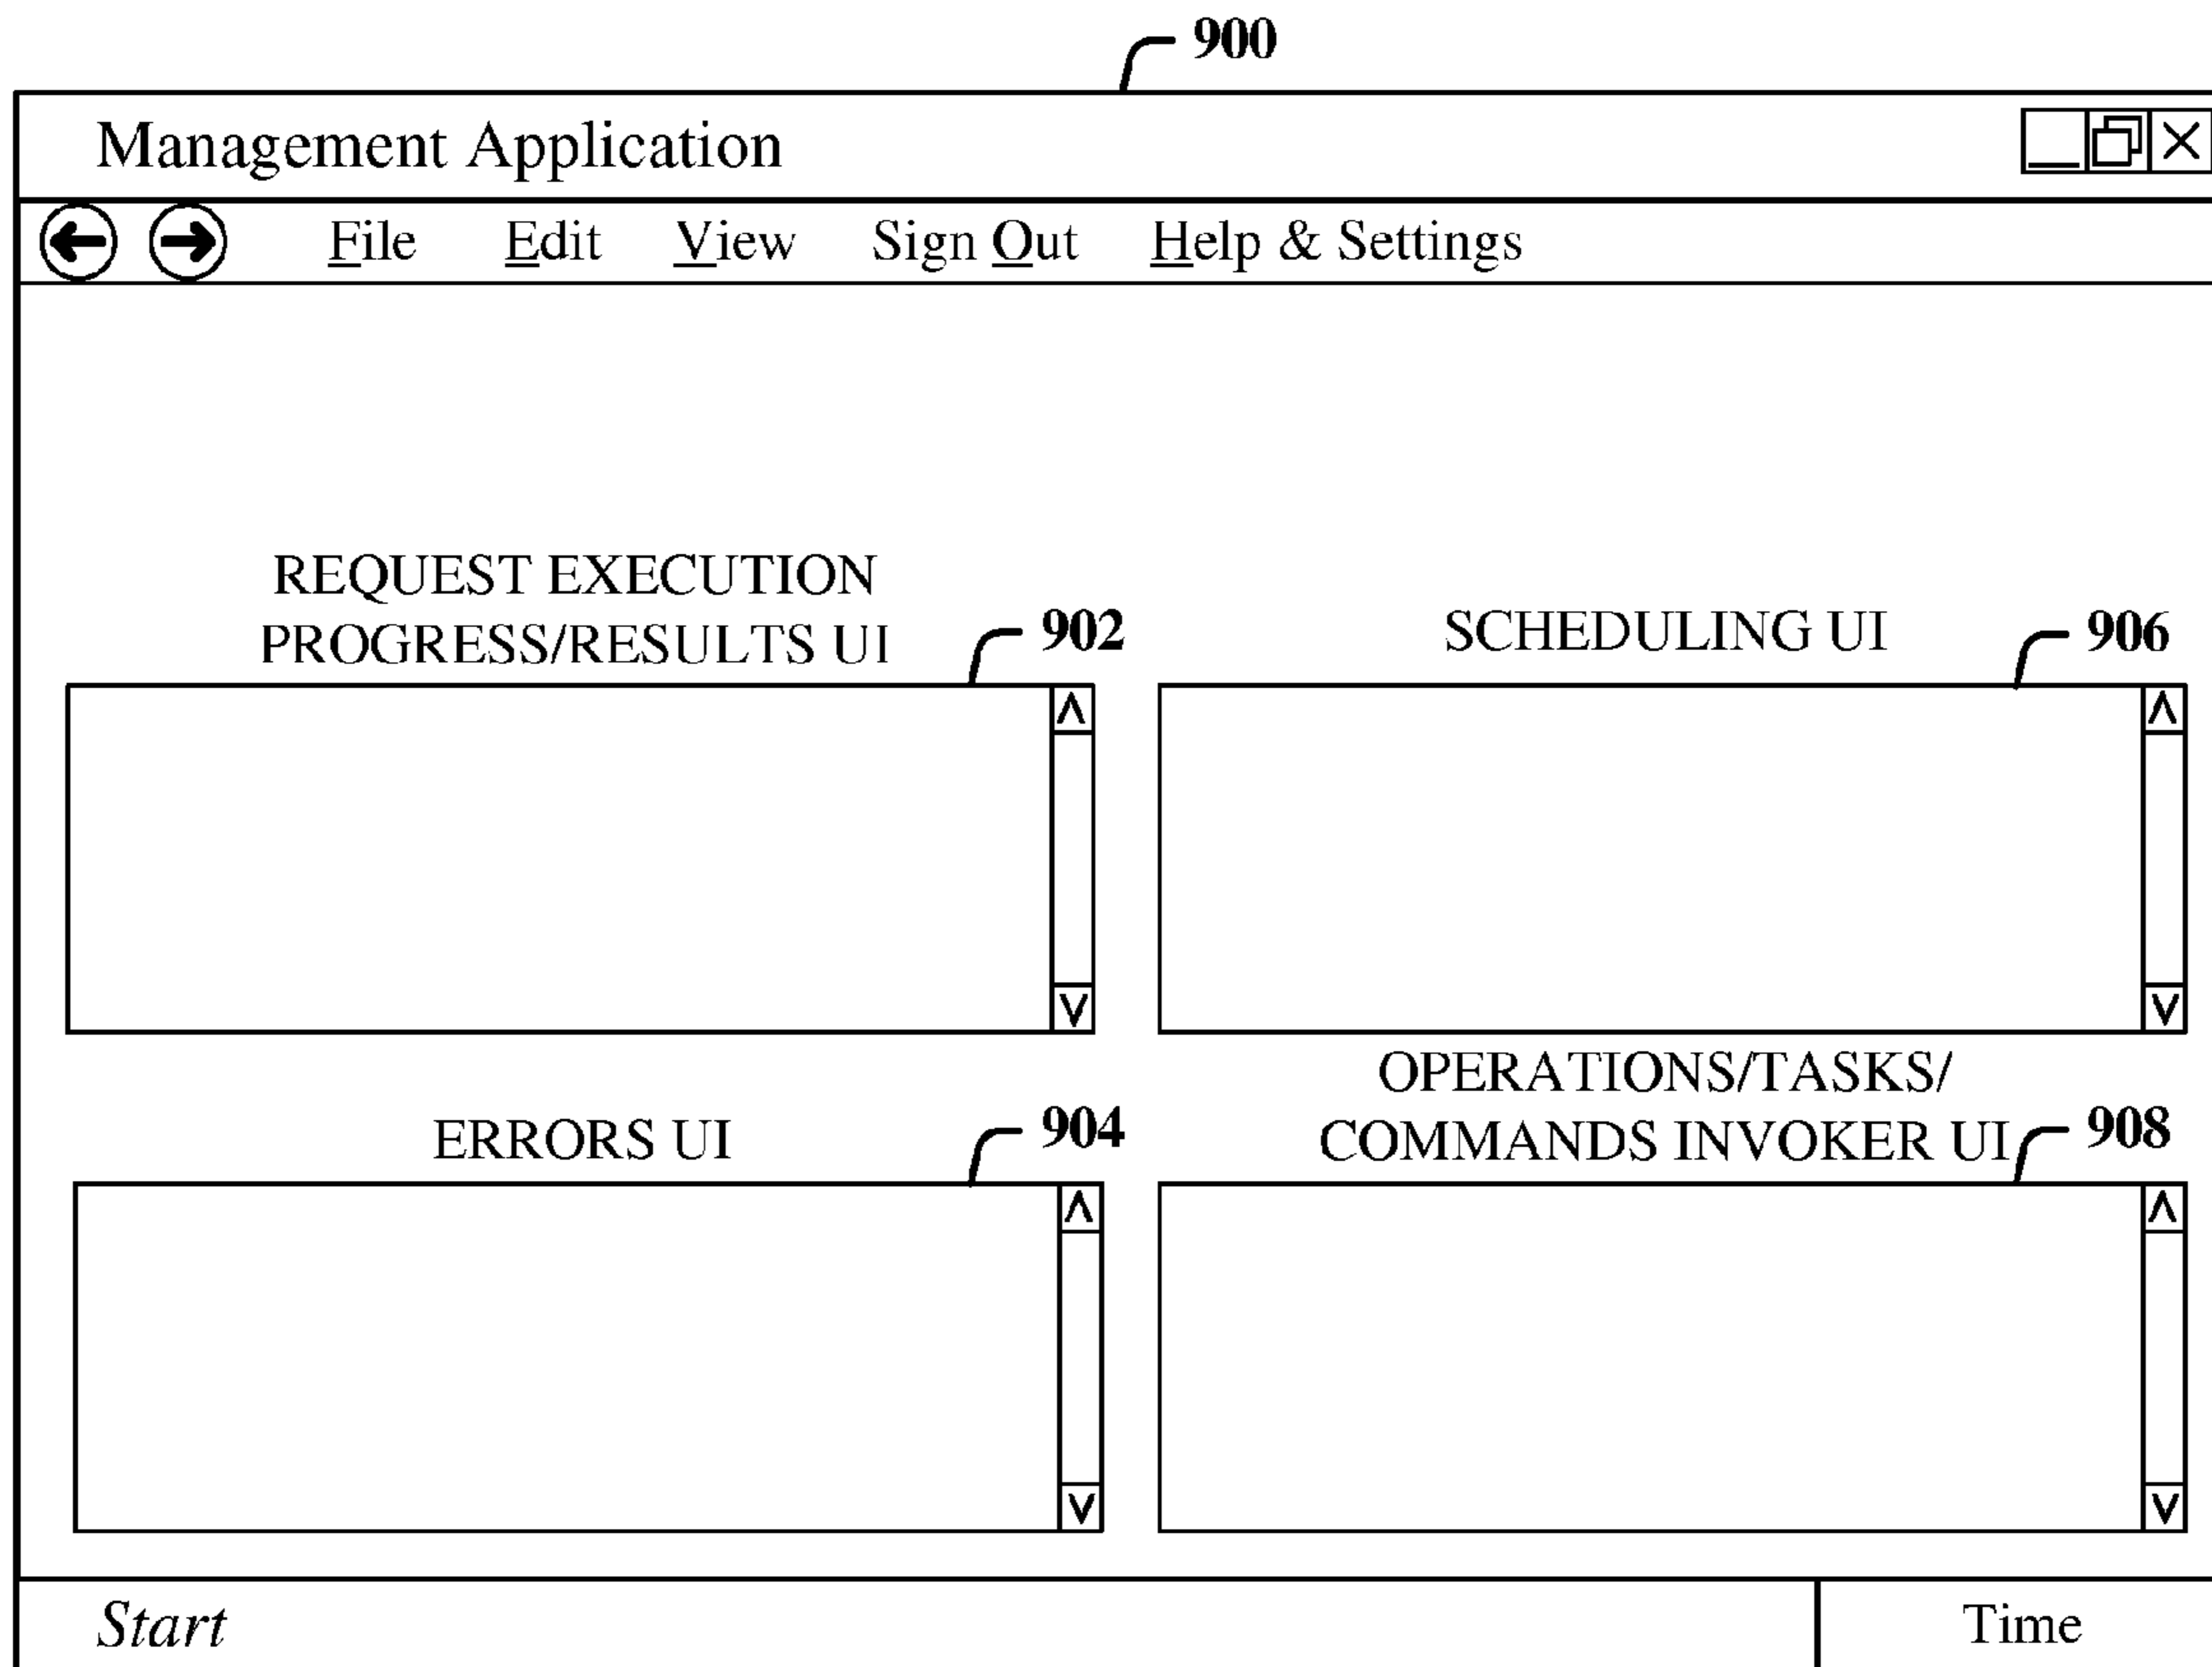 900
Management Application
File Edit View Sign Out Help & Settings
REQUEST EXECUTION
PROGRESS/RESULTS UI
902
SCHEDULING UI
906
ERRORS UI
904
OPERATIONS/TASKS/
COMMANDS INVOKER UI
908
Start
Time